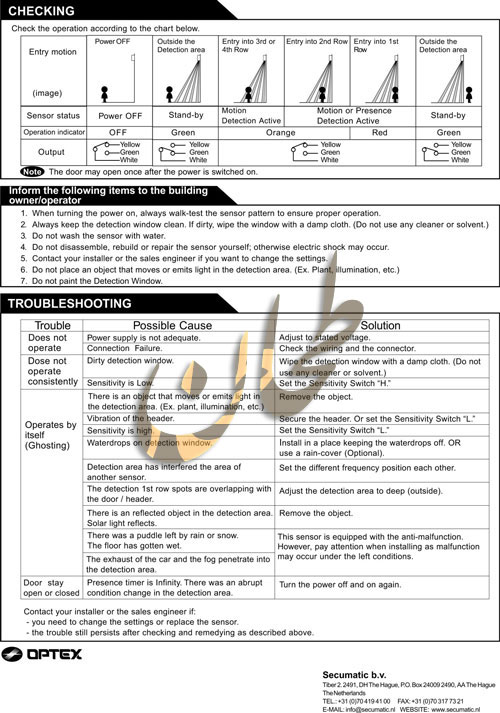 CHECKING
Check the operation according to the chart below.
Entry motion
(image)
Power OFF
Outside the
Detection area
Entry into 3rd or
4th Row
Entry into 2nd Row
Entry into 1st
Row
Outside the
Detection area
Sensor status
Power OFF
Stand-by
Motion
Detection Active
Motion or Presence
Detection Active
Stand-by
Operation indicator
OFF
Green
Orange
Red
Green
Output
Yellow
Green
White
Yellow
Green
White
Yellow
Green
White
Yellow
Green
White
Note The door may open once after the power is switched on.
Inform the following items to the building
owner/operator
1. When turning the power on, always walk-test the sensor pattern to ensure proper operation.
2. Always keep the detection window clean. If dirty, wipe the window with a damp cloth. (Do not use any cleaner or solvent.)
3. Do not wash the sensor with water.
4. Do not disassemble, rebuild or repair the sensor yourself; otherwise electric shock may occur.
5. Contact your installer or the sales engineer if you want to change the settings.
6. Do not place an object that moves or emits light in the detection area. (Ex. Plant, illumination, etc.)
7. Do not paint the Detection Window.
TROUBLESHOOTING
Trouble
Possible Cause
Solution
Does not
operate
Power supply is not adequate.
Adjust to stated voltage.
Connection Failure.
Check the wiring and the connector.
Dose not
operate
consistently
Dirty detection window.
Wipe the detection window with a damp cloth. (Do not
use any cleaner or solvent.)
Sensitivity is Low.
Set the Sensitivity Switch "H."
Operates by
itself
(Ghosting)
There is an object that moves or emits light in
the detection area. (Ex. plant, illumination, etc.)
Remove the object.
Vibration of the header.
Secure the header. Or set the Sensitivity Switch "L."
Sensitivity is high.
Set the Sensitivity Switch "L."
Waterdrops on detection window.
Install in a place keeping the waterdrops off. OR
use a rain-cover (Optional).
Detection area has interfered the area of
another sensor.
Set the different frequency position each other.
The detection 1st row spots are overlapping with
the door / header.
Adjust the detection area to deep (outside).
There is an reflected object in the detection area.
Solar light reflects.
Remove the object.
There was a puddle left by rain or snow.
The floor has gotten wet.
The exhaust of the car and the fog penetrate into
the detection area.
This sensor is equipped with the anti-malfunction.
However, pay attention when installing as malfunction
may occur under the left conditions.
Door stay
open or closed
Presence timer is Infinity. There was an abrupt
condition change in the detection area.
Turn the power off and on again.
Contact your installer or the sales engineer if:
- you need to change the settings or replace the sensor.
- the trouble still persists after checking and remedying as described above.
OPTEX
Secumatic b.v.
Tiber 2. 2491, DH The Hague, P.O. Box 24009 2490, AA The Hague
The Netherlands
TEL.: +31 (0)70 419 41 00 FAX: +31 (0)70 317 73 21
E-MAIL: info@secumatic.nl WEBSITE: www.secumatic.nl